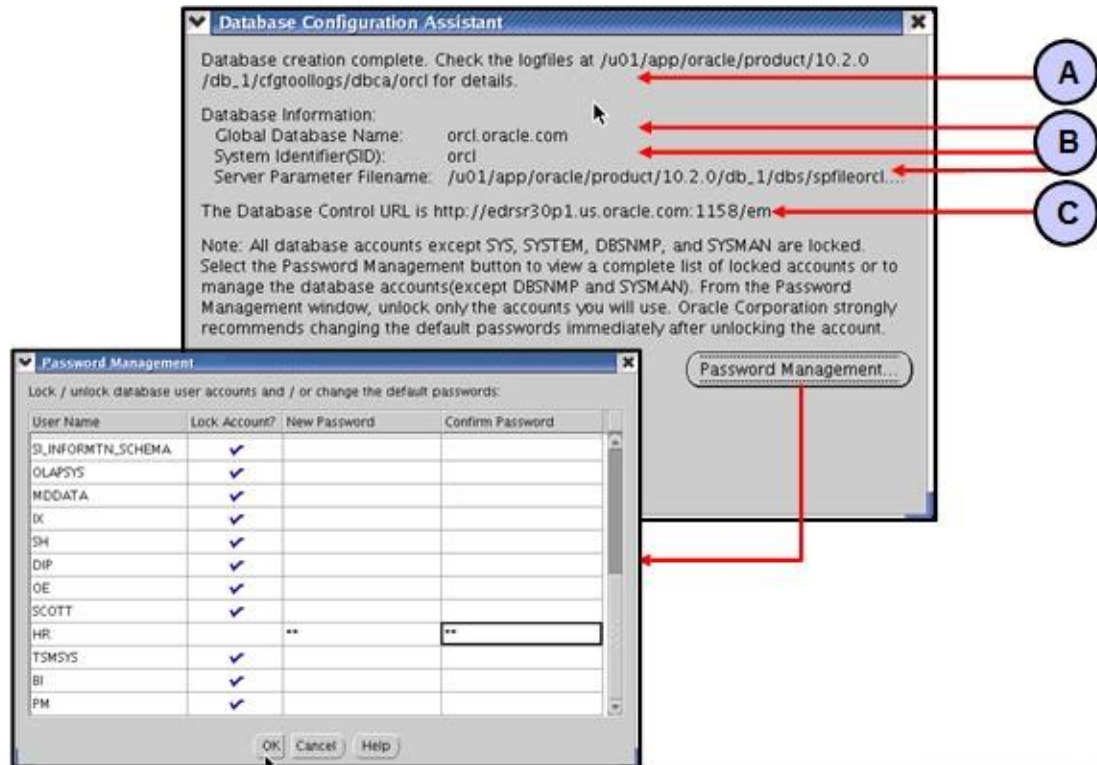 Database Configuration Assistant
Database creation complete. Check the logfiles at /u01/app/oracle/product/10.2.0
/db_1/cfgtoollogs/dbca/orcl for details.
A
Database Information:
Global Database Name: orcl.oracle.com
System Identifier(SID): orcl
Server Parameter Filename: /u01/app/oracle/product/10.2.0/db_1/dbs/spfileorcl....
B
The Database Control URL is http://edrsr30p1.us.oracle.com:1158/em
C
Note: All database accounts except SYS, SYSTEM, DBSNMP, and SYSMAN are locked.
Select the Password Management button to view a complete list of locked accounts or to
manage the database accounts(except DBSNMP and SYSMAN). From the Password
Management window, unlock only the accounts you will use. Oracle Corporation strongly
recommends changing the default passwords immediately after unlocking the account.
Password Management...
Password Management
Lock / unlock database user accounts and / or change the default passwords:
User Name Lock Account? New Password Confirm Password
SI_INFORMTN_SCHEMA
OLAPSYS
MDDATA
IX
SH
DIP
OE
SCOTT
HR ** **
TSMSYS
BI
PM
OK Cancel Help